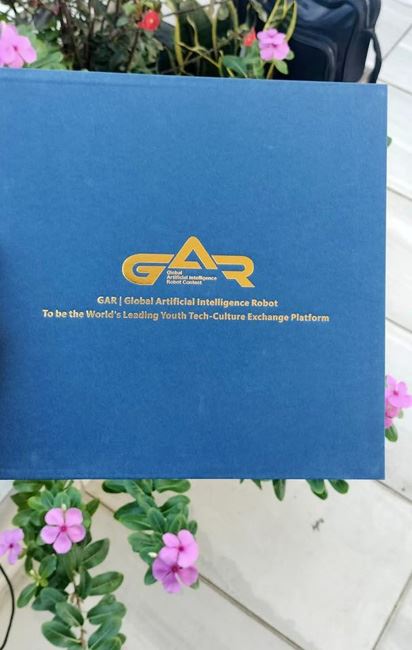 GAR
Global
Artificial Intelligence
Robot Contest
GAR | Global Artificial Intelligence Robot
To be the World's Leading Youth Tech-Culture Exchange Platform